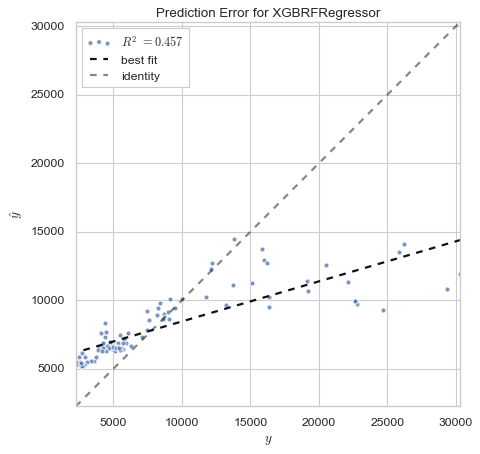 Prediction Error for XGBRFRegressor
R² = 0.457
best fit
identity
30000
25000
20000
15000
10000
5000
ŷ
5000 10000 15000 20000 25000 30000
y